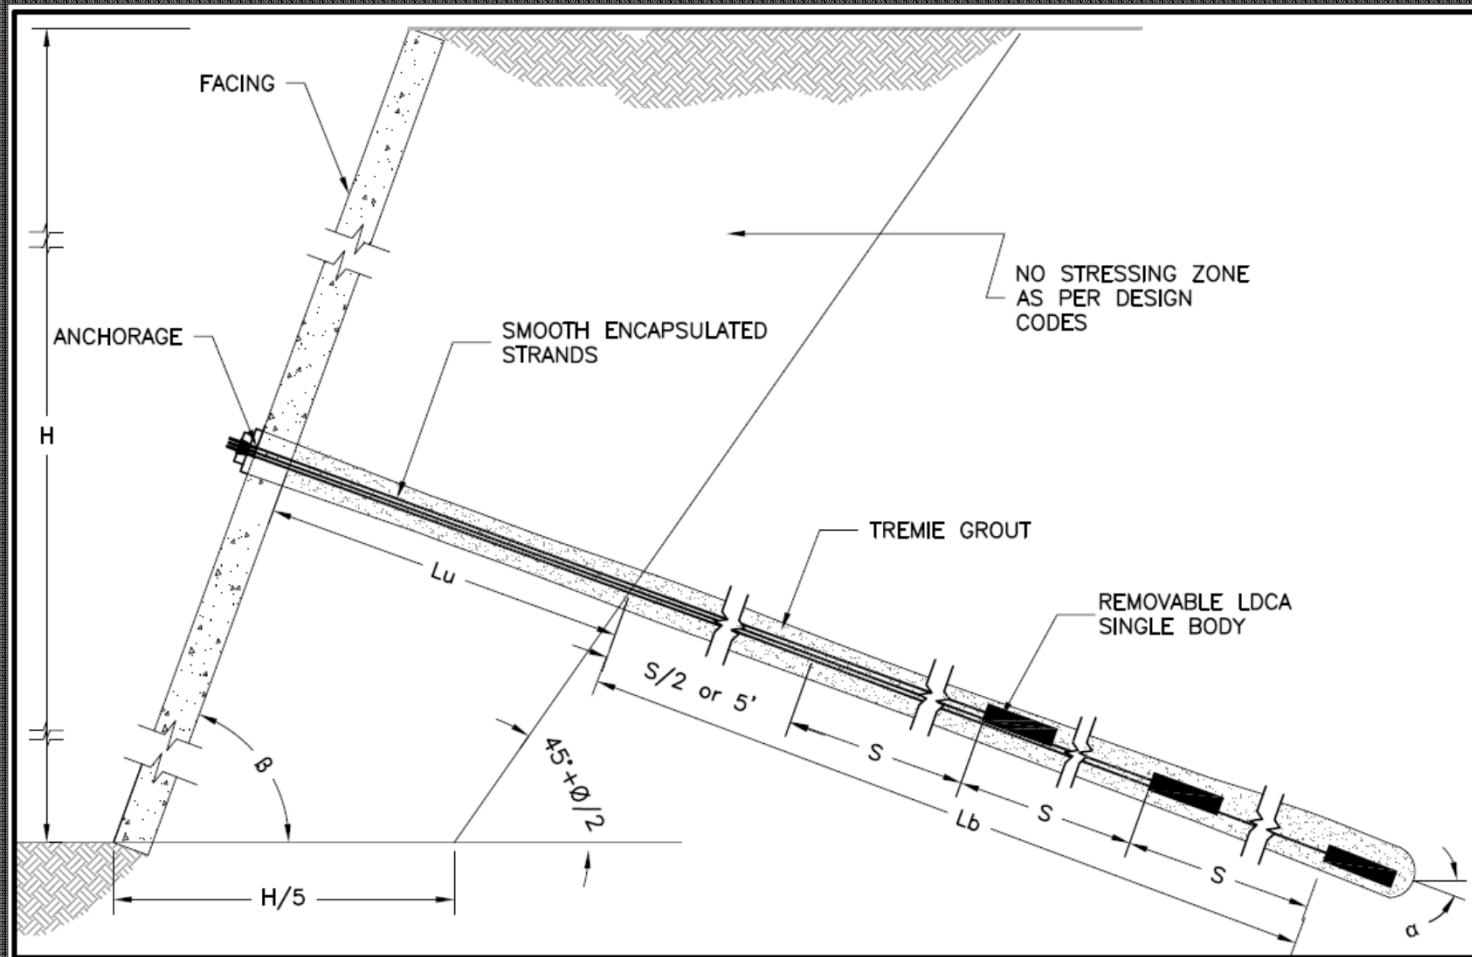 FACING
NO STRESSING ZONE
AS PER DESIGN
CODES
ANCHORAGE
SMOOTH ENCAPSULATED
STRANDS
H
TREMIE GROUT
Lu
REMOVABLE LDCA
SINGLE BODY
S/2 or 5'
S
S
S
Lb
45°+Ø/2
β
H/5
α